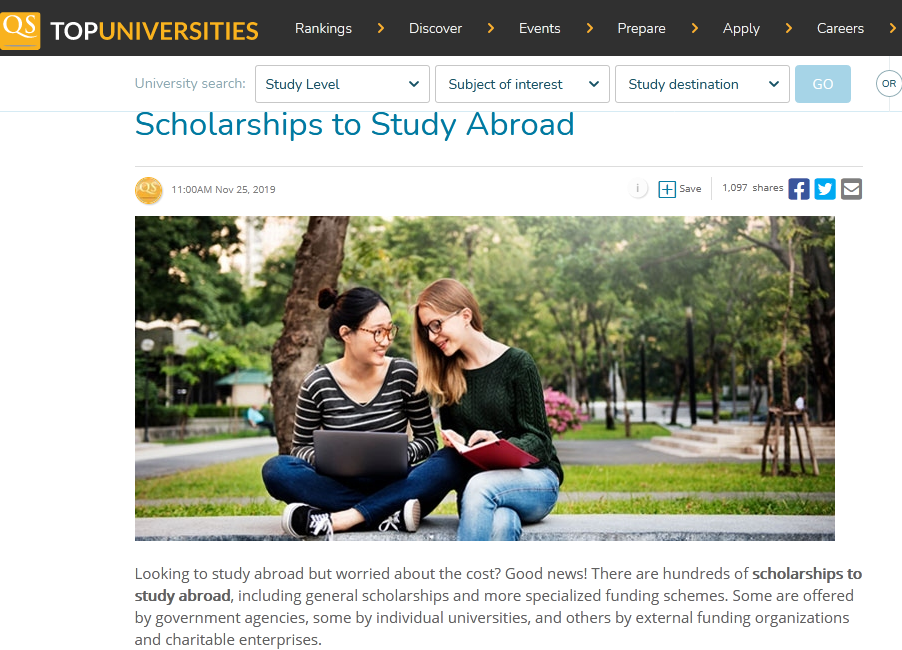 QS TOPUNIVERSITIES Rankings > Discover > Events > Prepare > Apply > Careers >
University search: Study Level Subject of interest Study destination GO OR
Scholarships to Study Abroad
QS 11:00AM Nov 25, 2019 i + Save 1,097 shares f
Looking to study abroad but worried about the cost? Good news! There are hundreds of scholarships to
study abroad, including general scholarships and more specialized funding schemes. Some are offered
by government agencies, some by individual universities, and others by external funding organizations
and charitable enterprises.